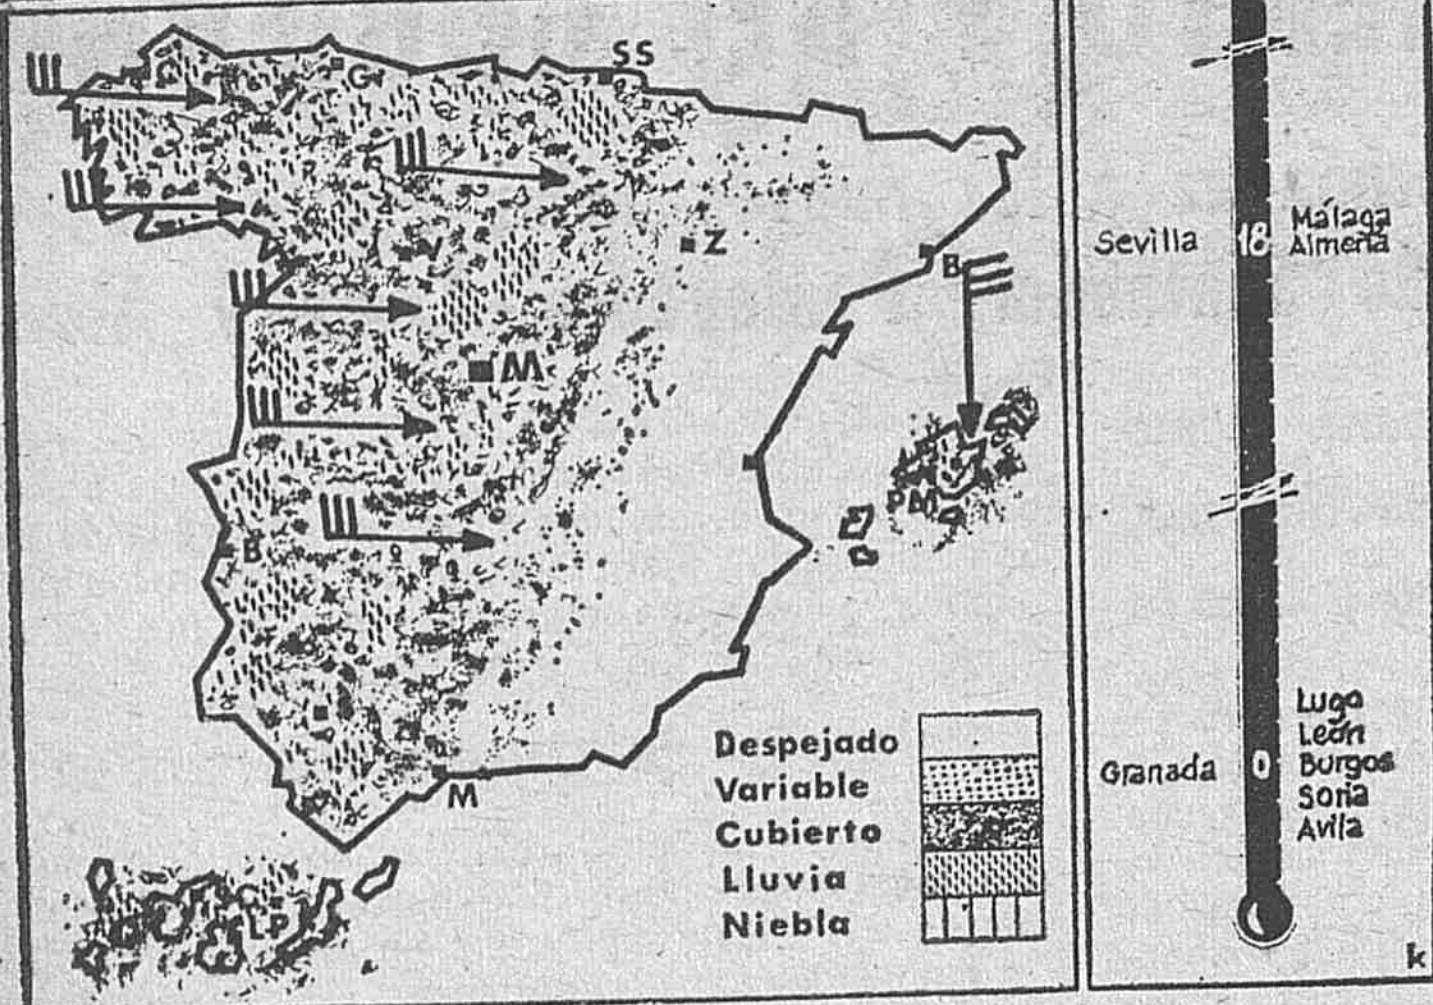 SS
C
G
V
Z
B
M
PM
B
M
LP
Despejado
Variable
Cubierto
Lluvia
Niebla
Sevilla 18 Málaga
Almería
Lugo
León
Granada 0 Burgos
Soria
Avila
k